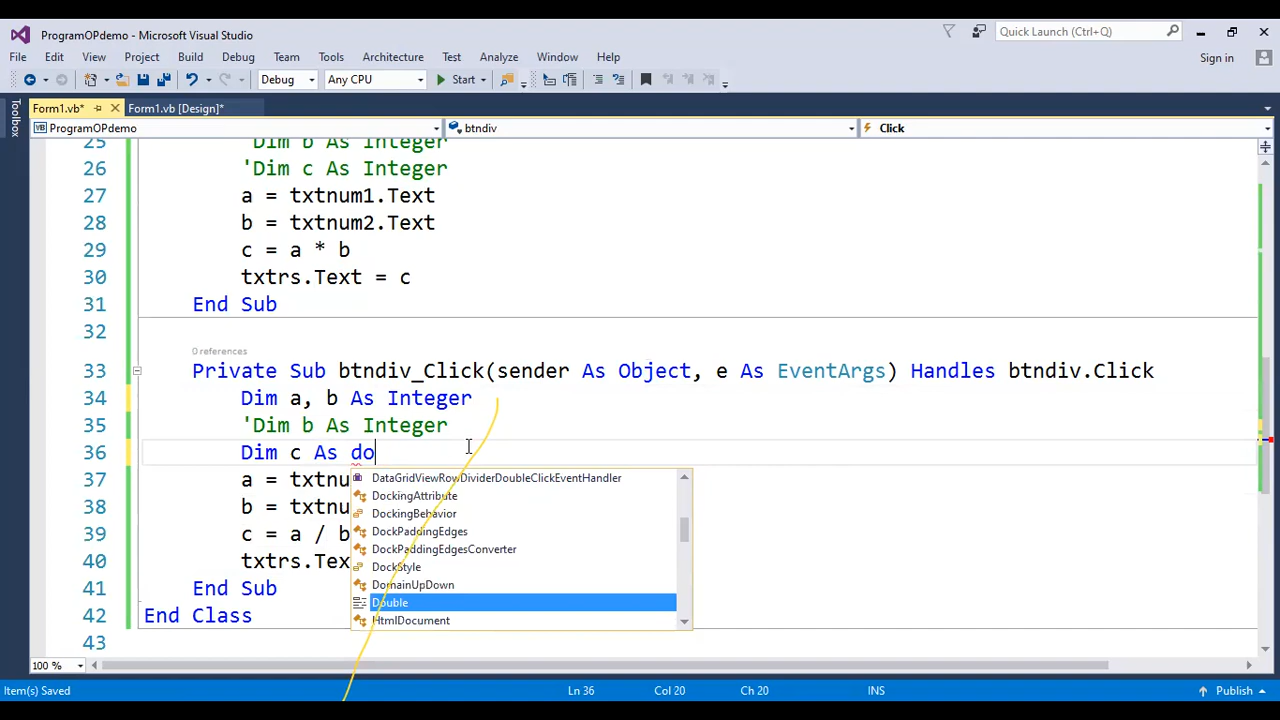 ProgramOPdemo - Microsoft Visual Studio
Quick Launch (Ctrl+Q)
File Edit View Project Build Debug Team Tools Architecture Test Analyze Window Help
Sign in
Debug Any CPU Start
Form1.vb* Form1.vb [Design]*
Toolbox
ProgramOPdemo btndiv Click
25 'Dim b As Integer
26 'Dim c As Integer
27 a = txtnum1.Text
28 b = txtnum2.Text
29 c = a * b
30 txtrs.Text = c
31 End Sub
32
0 references
33 Private Sub btndiv_Click(sender As Object, e As EventArgs) Handles btndiv.Click
34 Dim a, b As Integer
35 'Dim b As Integer
36 Dim c As do
37 a = txtnu
38 b = txtnu
39 c = a / b
40 txtrs.Tex
41 End Sub
42 End Class
43
DataGridViewRowDividerDoubleClickEventHandler
DockingAttribute
DockingBehavior
DockPaddingEdges
DockPaddingEdgesConverter
DockStyle
DomainUpDown
Double
HtmlDocument
100 %
Item(s) Saved Ln 36 Col 20 Ch 20 INS Publish